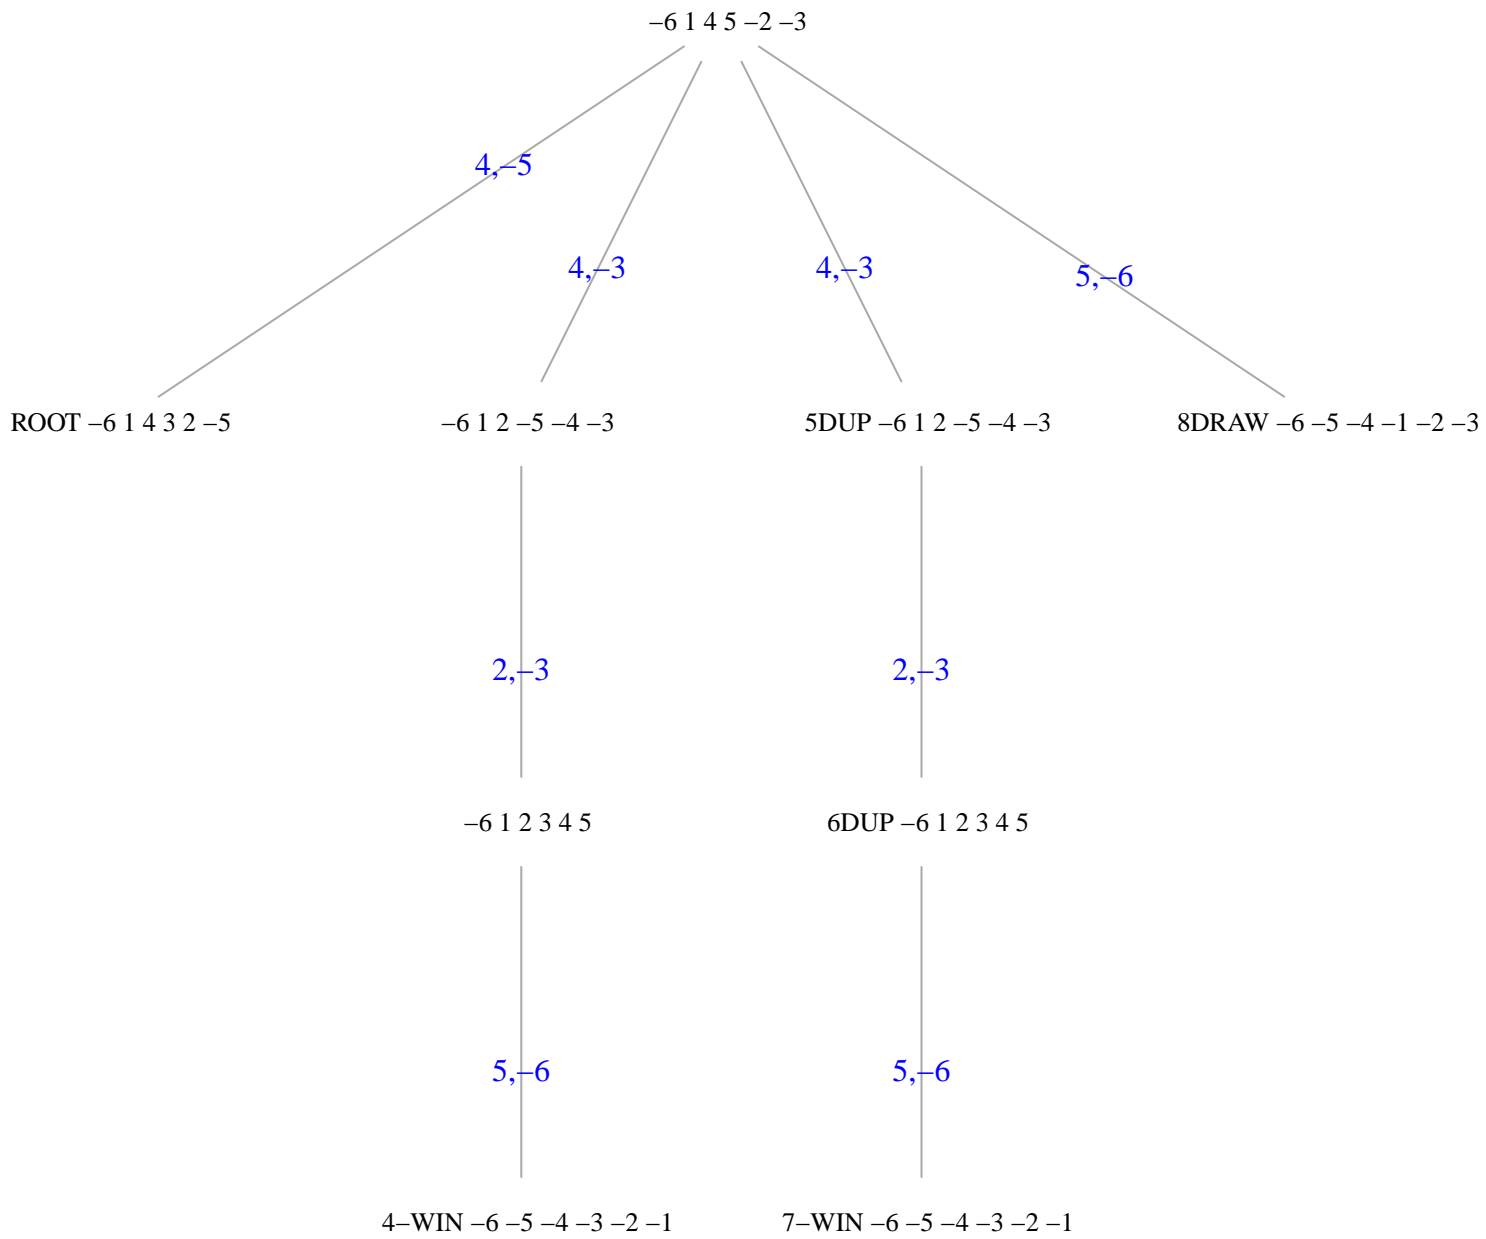 −6 1 4 5 −2 −3
4,−5
4,−3
4,−3
5,−6
ROOT −6 1 4 3 2 −5
−6 1 2 −5 −4 −3
5DUP −6 1 2 −5 −4 −3
8DRAW −6 −5 −4 −1 −2 −3
2,−3
2,−3
−6 1 2 3 4 5
6DUP −6 1 2 3 4 5
5,−6
5,−6
4−WIN −6 −5 −4 −3 −2 −1
7−WIN −6 −5 −4 −3 −2 −1